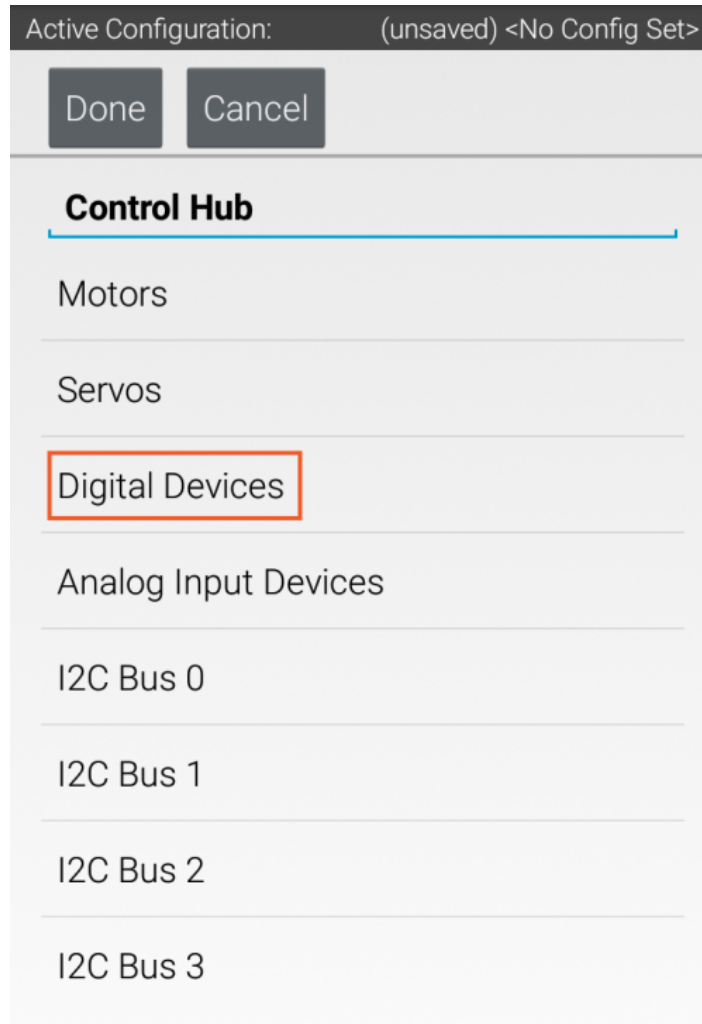 Active Configuration: (unsaved) <No Config Set>
Done Cancel
Control Hub
Motors
Servos
Digital Devices
Analog Input Devices
I2C Bus 0
I2C Bus 1
I2C Bus 2
I2C Bus 3